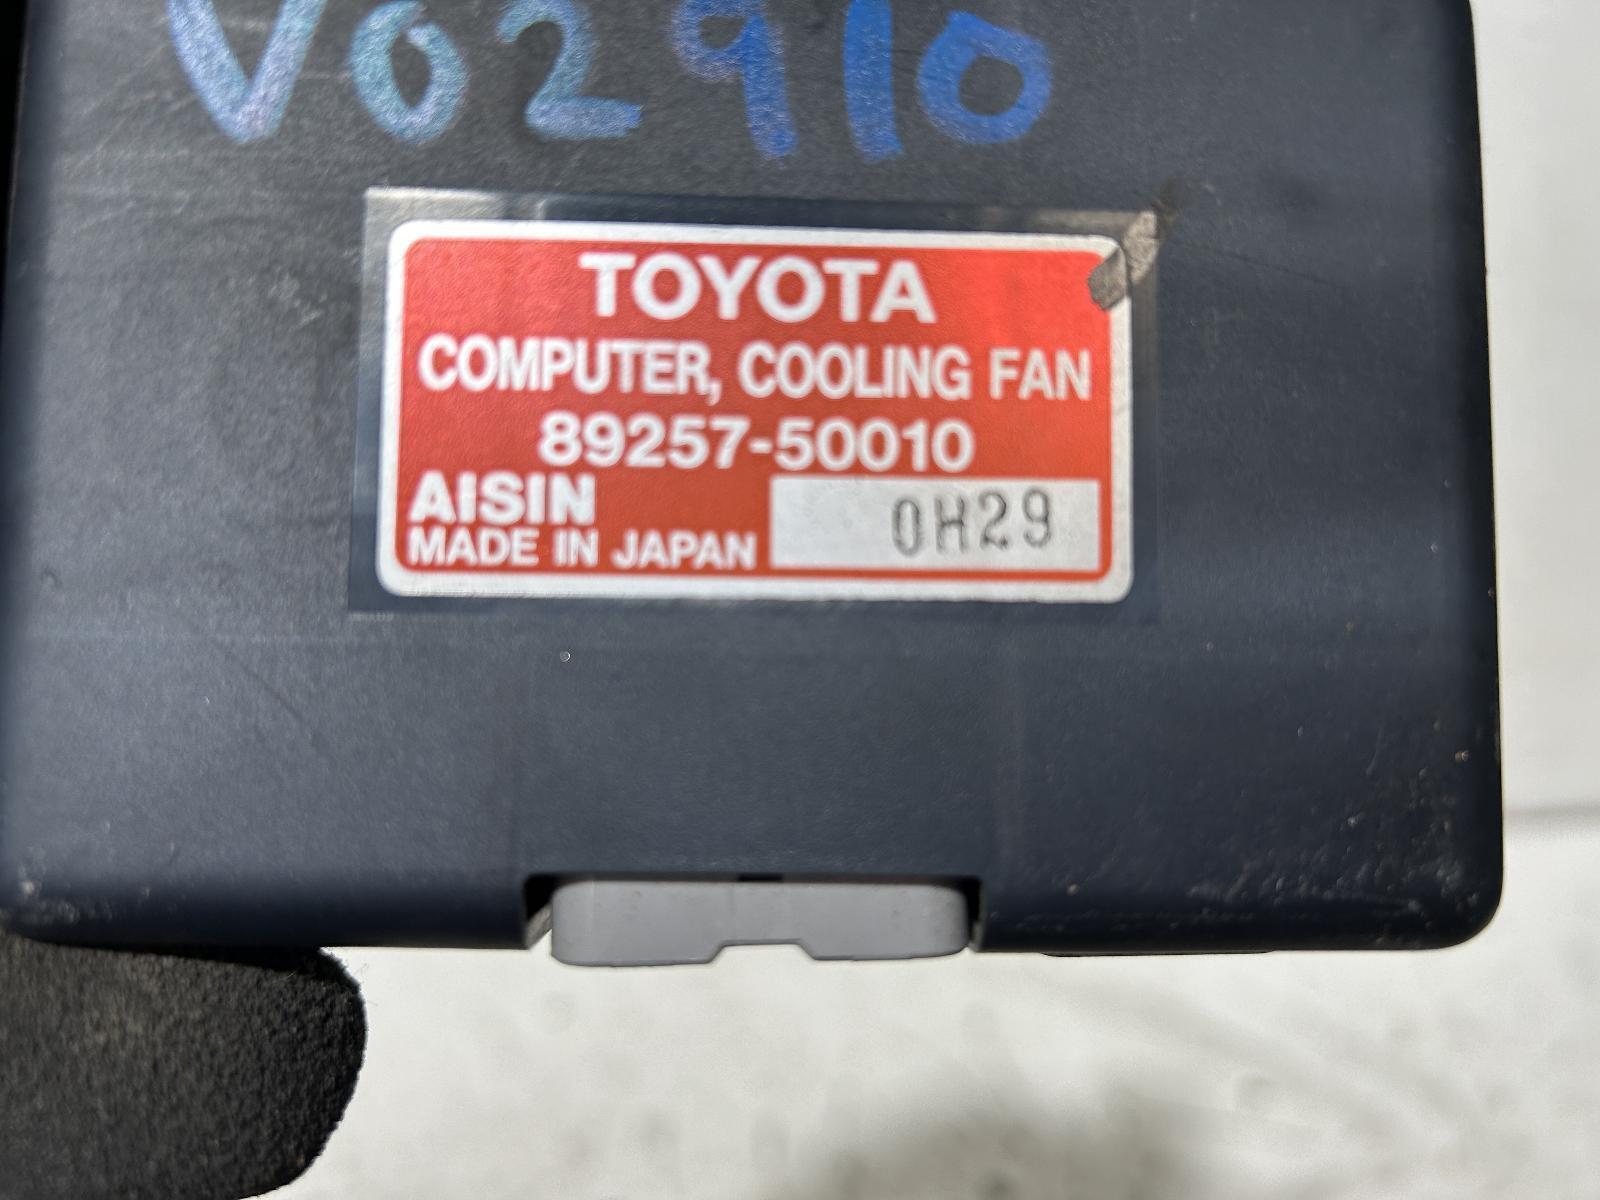 V02910
TOYOTA
COMPUTER, COOLING FAN
89257-50010
AISIN
MADE IN JAPAN
0H29